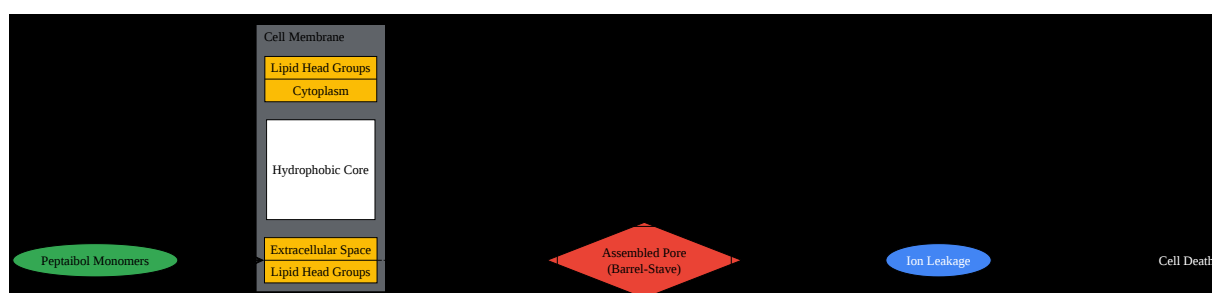 Cell Membrane
Lipid Head Groups
Cytoplasm
Hydrophobic Core
Extracellular Space
Lipid Head Groups
Peptaibol Monomers
Assembled Pore
(Barrel-Stave)
Ion Leakage
Cell Death